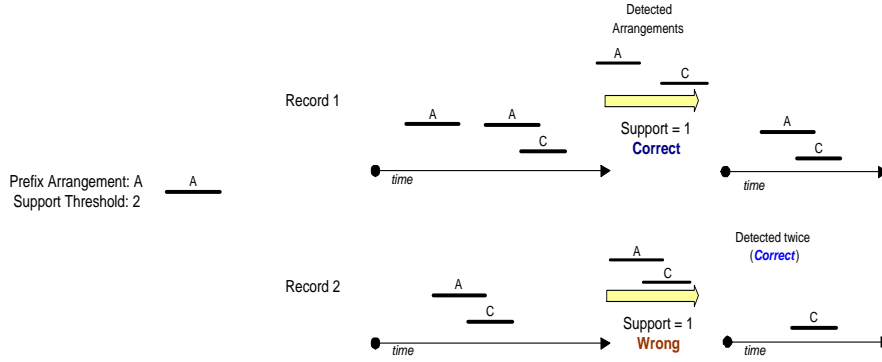 Detected
Arrangements
A
C
Record 1
A
A
A
C
Support = 1
Correct
C
time
time
Prefix Arrangement: A
Support Threshold: 2
A
Detected twice
(Correct)
A
C
Record 2
A
C
Support = 1
Wrong
C
time
time